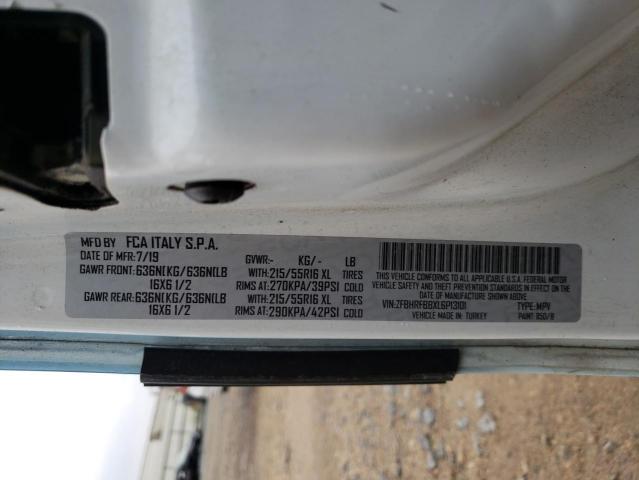 MFD BY FCA ITALY S.P.A.
DATE OF MFR: 7/19 GVWR:- KG/- LB
GAWR FRONT: 636N(KG/636N(LB WITH: 215/55R16 XL TIRES
16X6 1/2 RIMS AT: 270KPA/39PSI COLD
GAWR REAR: 636N(KG/636N(LB WITH: 215/55R16 XL TIRES
16X6 1/2 RIMS AT: 290KPA/42PSI COLD
THIS VEHICLE CONFORMS TO ALL APPLICABLE U.S.A. FEDERAL MOTOR
VEHICLE SAFETY AND THEFT PREVENTION STANDARDS IN EFFECT ON
THE DATE OF MANUFACTURE SHOWN ABOVE.
TYPE: MPV
VEHICLE MADE IN: TURKEY PAINT: 950/B